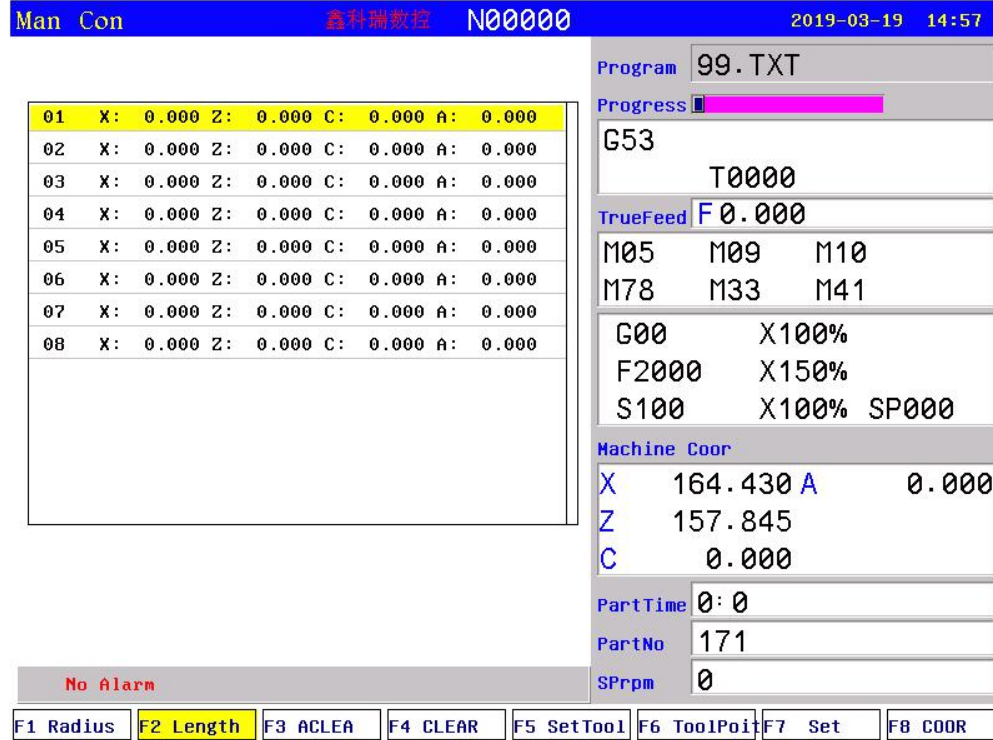 Man Con 鑫科瑞数控 N00000 2019-03-19 14:57
Program 99.TXT
Progress
01 X: 0.000 Z: 0.000 C: 0.000 A: 0.000
02 X: 0.000 Z: 0.000 C: 0.000 A: 0.000
03 X: 0.000 Z: 0.000 C: 0.000 A: 0.000
04 X: 0.000 Z: 0.000 C: 0.000 A: 0.000
05 X: 0.000 Z: 0.000 C: 0.000 A: 0.000
06 X: 0.000 Z: 0.000 C: 0.000 A: 0.000
07 X: 0.000 Z: 0.000 C: 0.000 A: 0.000
08 X: 0.000 Z: 0.000 C: 0.000 A: 0.000
G53
T0000
TrueFeed F 0.000
M05 M09 M10
M78 M33 M41
G00 X100%
F2000 X150%
S100 X100% SP000
Machine Coor
X 164.430 A 0.000
Z 157.845
C 0.000
PartTime 0: 0
PartNo 171
SPrpm 0
No Alarm
F1 Radius F2 Length F3 ACLEA F4 CLEAR F5 SetTool F6 ToolPoit F7 Set F8 COOR